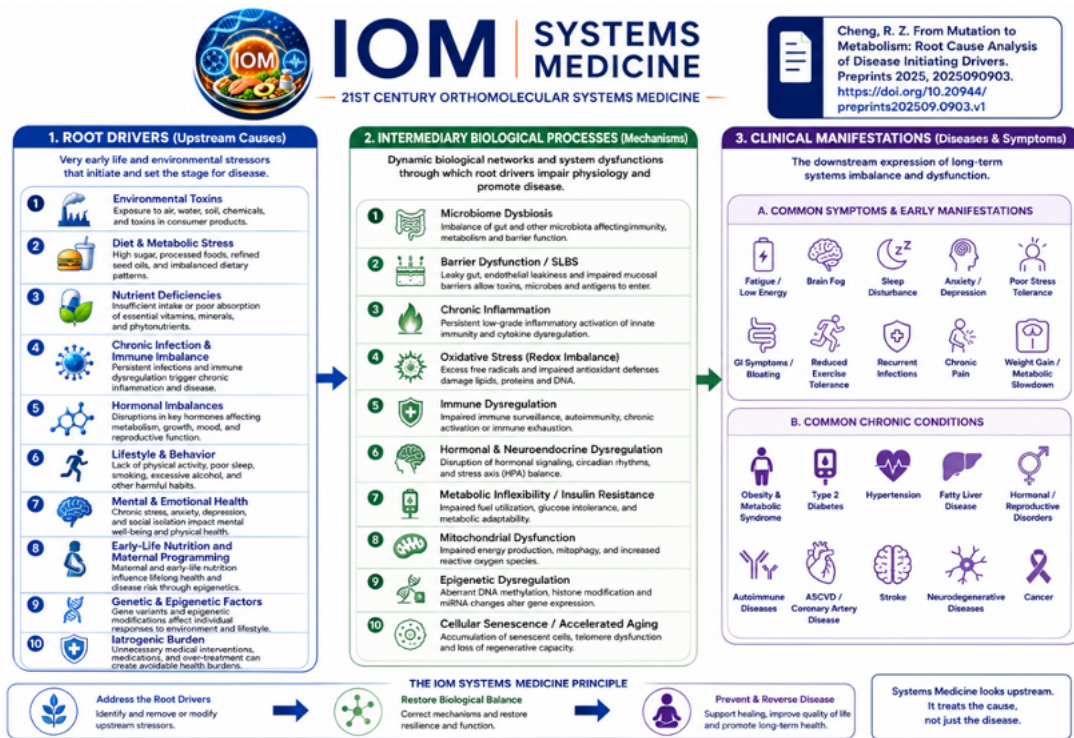 IOM
IOM
SYSTEMS
MEDICINE
21ST CENTURY ORTHOMOLECULAR SYSTEMS MEDICINE
Cheng, R. Z. From Mutation to
Metabolism: Root Cause Analysis
of Disease Initiating Drivers.
Preprints 2025, 2025090903.
https://doi.org/10.20944/
preprints202509.0903.v1
1. ROOT DRIVERS (Upstream Causes)
Very early life and environmental stressors
that initiate and set the stage for disease.
1
Environmental Toxins
Exposure to air, water, soil, chemicals,
and toxins in consumer products.
2
Diet & Metabolic Stress
High sugar, processed foods, refined
seed oils, and imbalanced dietary
patterns.
3
Nutrient Deficiencies
Insufficient intake or poor absorption
of essential vitamins, minerals,
and phytonutrients.
4
Chronic Infection &
Immune Imbalance
Persistent infections and immune
dysregulation trigger chronic
inflammation and disease.
5
Hormonal Imbalances
Disruptions in key hormones affecting
metabolism, growth, mood, and
reproductive function.
6
Lifestyle & Behavior
Lack of physical activity, poor sleep,
smoking, excessive alcohol, and
other harmful habits.
7
Mental & Emotional Health
Chronic stress, anxiety, depression,
and social isolation impact mental
well-being and physical health.
8
Early-Life Nutrition and
Maternal Programming
Maternal and early-life nutrition
influence lifelong health and
disease risk through epigenetics.
9
Genetic & Epigenetic Factors
Gene variants and epigenetic
modifications affect individual
responses to environment and lifestyle.
10
Iatrogenic Burden
Unnecessary medical interventions,
medications, and over-treatment can
create avoidable health burdens.
2. INTERMEDIARY BIOLOGICAL PROCESSES (Mechanisms)
Dynamic biological networks and system dysfunctions
through which root drivers impair physiology and
promote disease.
1
Microbiome Dysbiosis
Imbalance of gut and other microbiota affectingimmunity,
metabolism and barrier function.
2
Barrier Dysfunction / SLBS
Leaky gut, endothelial leakiness and impaired mucosal
barriers allow toxins, microbes and antigens to enter.
3
Chronic Inflammation
Persistent low-grade inflammatory activation of innate
immunity and cytokine dysregulation.
4
Oxidative Stress (Redox Imbalance)
Excess free radicals and impaired antioxidant defenses
damage lipids, proteins and DNA.
5
Immune Dysregulation
Impaired immune surveillance, autoimmunity, chronic
activation or immune exhaustion.
6
Hormonal & Neuroendocrine Dysregulation
Disruption of hormonal signaling, circadian rhythms,
and stress axis (HPA) balance.
7
Metabolic Inflexibility / Insulin Resistance
Impaired fuel utilization, glucose intolerance, and
metabolic adaptability.
8
Mitochondrial Dysfunction
Impaired energy production, mitophagy, and increased
reactive oxygen species.
9
Epigenetic Dysregulation
Aberrant DNA methylation, histone modification and
miRNA changes alter gene expression.
10
Cellular Senescence / Accelerated Aging
Accumulation of senescent cells, telomere dysfunction
and loss of regenerative capacity.
3. CLINICAL MANIFESTATIONS (Diseases & Symptoms)
The downstream expression of long-term
systems imbalance and dysfunction.
A. COMMON SYMPTOMS & EARLY MANIFESTATIONS
Fatigue /
Low Energy
Brain Fog
Sleep
Disturbance
Anxiety /
Depression
Poor Stress
Tolerance
GI Symptoms /
Bloating
Reduced
Exercise
Tolerance
Recurrent
Infections
Chronic
Pain
Weight Gain /
Metabolic
Slowdown
B. COMMON CHRONIC CONDITIONS
Obesity &
Metabolic
Syndrome
Type 2
Diabetes
Hypertension
Fatty Liver
Disease
Hormonal /
Reproductive
Disorders
Autoimmune
Diseases
ASCVD /
Coronary Artery
Disease
Stroke
Neurodegenerative
Diseases
Cancer
THE IOM SYSTEMS MEDICINE PRINCIPLE
Address the Root Drivers
Identify and remove or modify
upstream stressors.
Restore Biological Balance
Correct mechanisms and restore
resilience and function.
Prevent & Reverse Disease
Support healing, improve quality of life
and promote long-term health.
Systems Medicine looks upstream.
It treats the cause,
not just the disease.